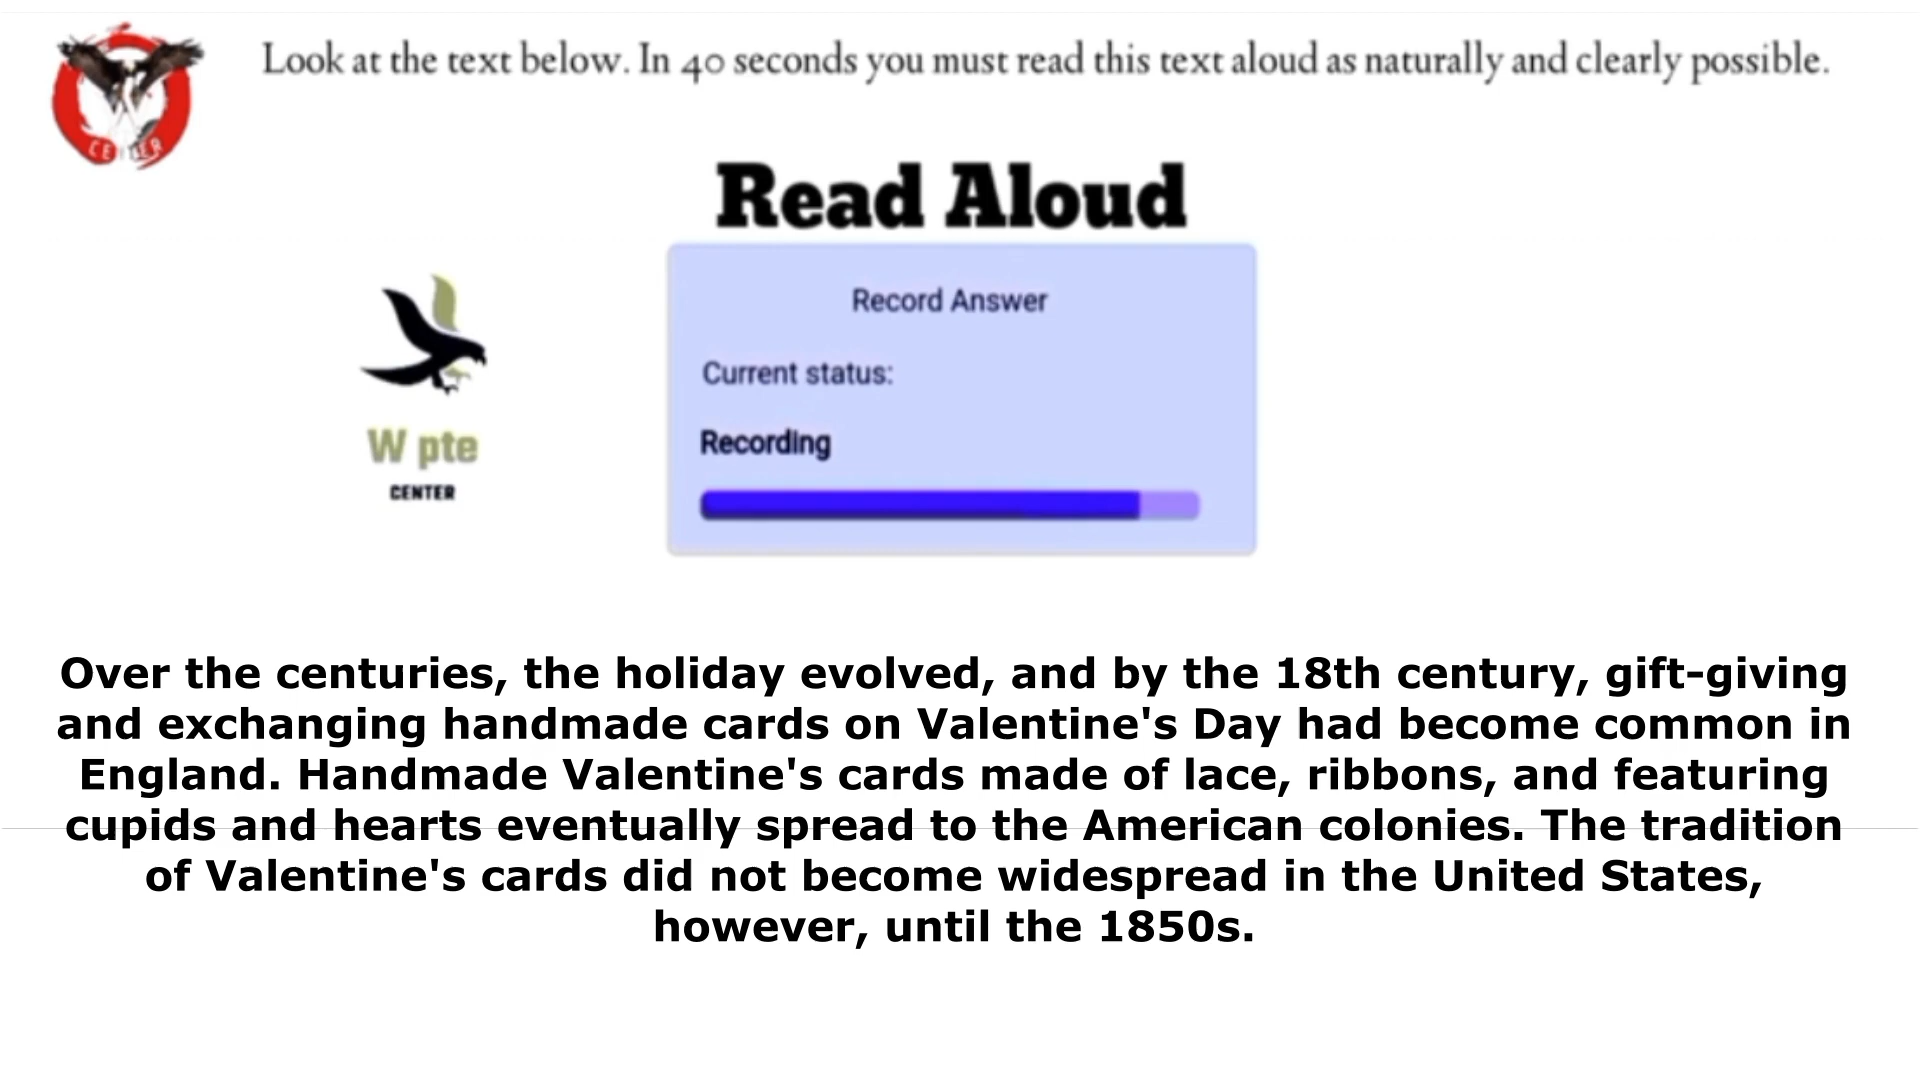 Look at the text below. In 40 seconds you must read this text aloud as naturally and clearly possible.
CENTER
Read Aloud
Record Answer
Current status:
Recording
W pte
CENTER
Over the centuries, the holiday evolved, and by the 18th century, gift-giving
and exchanging handmade cards on Valentine's Day had become common in
England. Handmade Valentine's cards made of lace, ribbons, and featuring
cupids and hearts eventually spread to the American colonies. The tradition
of Valentine's cards did not become widespread in the United States,
however, until the 1850s.